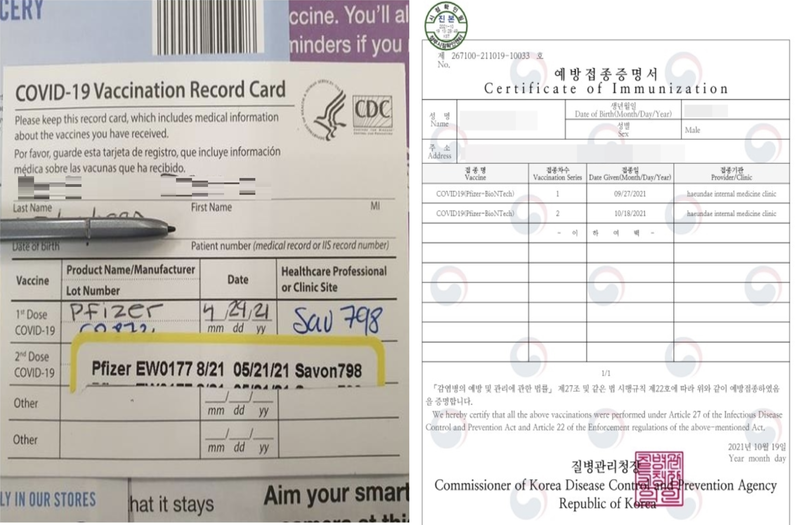 CERY
ccine. You'll al
minders if you
COVID-19 Vaccination Record Card
Please keep this record card, which includes medical information
about the vaccines you have received.
Por favor, guarde esta tarjeta de registro, que incluye información
médica sobre las vacunas que ha recibido.
CDC
Last Name First Name MI
Date of birth Patient number (medical record or IIS record number)
Vaccine Product Name/Manufacturer Date Healthcare Professional
Lot Number or Clinic Site
1st Dose Pfizer 4/29/21 Sav 798
COVID-19 mm dd yy
2nd Dose Pfizer EW0177 8/21 05/21/21 Savon798
COVID-19
Other
mm dd yy
Other
mm dd yy
LY IN OUR STORES
hat it stays
Aim your smar
camera at this
진본
제 267100-211019-10033 호
No.
예방접종증명서
Certificate of Immunization
성 명
Name
생년월일
Date of Birth(Month/Day/Year)
성별
Sex
Male
주 소
Address
접 종 명 접종차수 접종일 접종기관
Vaccine Vaccination Series Date Given(Month/Day/Year) Provider/Clinic
COVID19(Pfizer-BioNTech) 1 09/27/2021 haeundae internal medicine clinic
COVID19(Pfizer-BioNTech) 2 10/18/2021 haeundae internal medicine clinic
- 이 하 여 백 -
1/1
「감염병의 예방 및 관리에 관한 법률」 제27조 및 같은 법 시행규칙 제22조에 따라 위와 같이 예방접종하였음
을 증명합니다.
We hereby certify that all the above vaccinations were performed under Article 27 of the Infectious Disease
Control and Prevention Act and Article 22 of the Enforcement regulations of the above-mentioned Act.
2021년 10월 19일
Year month day
질병관리청장
Commissioner of Korea Disease Control and Prevention Agency
Republic of Korea